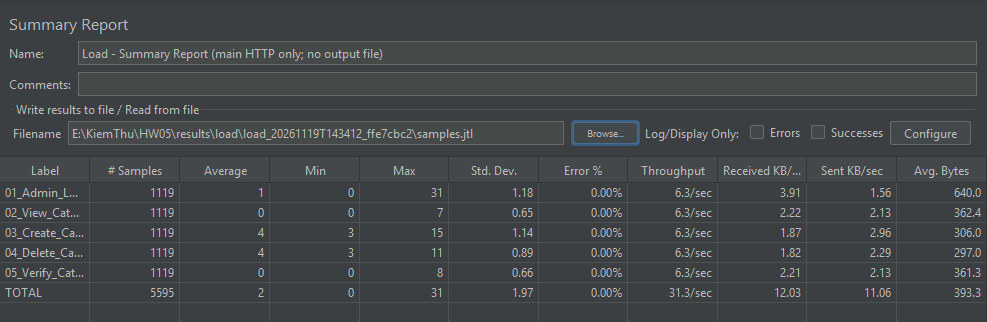 Summary Report
Name: Load - Summary Report (main HTTP only; no output file)
Comments:
Write results to file / Read from file
Filename E:\KiemThu\HW05\results\load\load_20261119T143412_ffe7cbc2\samples.jtl Browse... Log/Display Only: Errors Successes Configure
Label # Samples Average Min Max Std. Dev. Error % Throughput Received KB/... Sent KB/sec Avg. Bytes
01_Admin_L... 1119 1 0 31 1.18 0.00% 6.3/sec 3.91 1.56 640.0
02_View_Cat... 1119 0 0 7 0.65 0.00% 6.3/sec 2.22 2.13 362.4
03_Create_Ca... 1119 4 3 15 1.14 0.00% 6.3/sec 1.87 2.96 306.0
04_Delete_Ca... 1119 4 3 11 0.89 0.00% 6.3/sec 1.82 2.29 297.0
05_Verify_Cat... 1119 0 0 8 0.66 0.00% 6.3/sec 2.21 2.13 361.3
TOTAL 5595 2 0 31 1.97 0.00% 31.3/sec 12.03 11.06 393.3